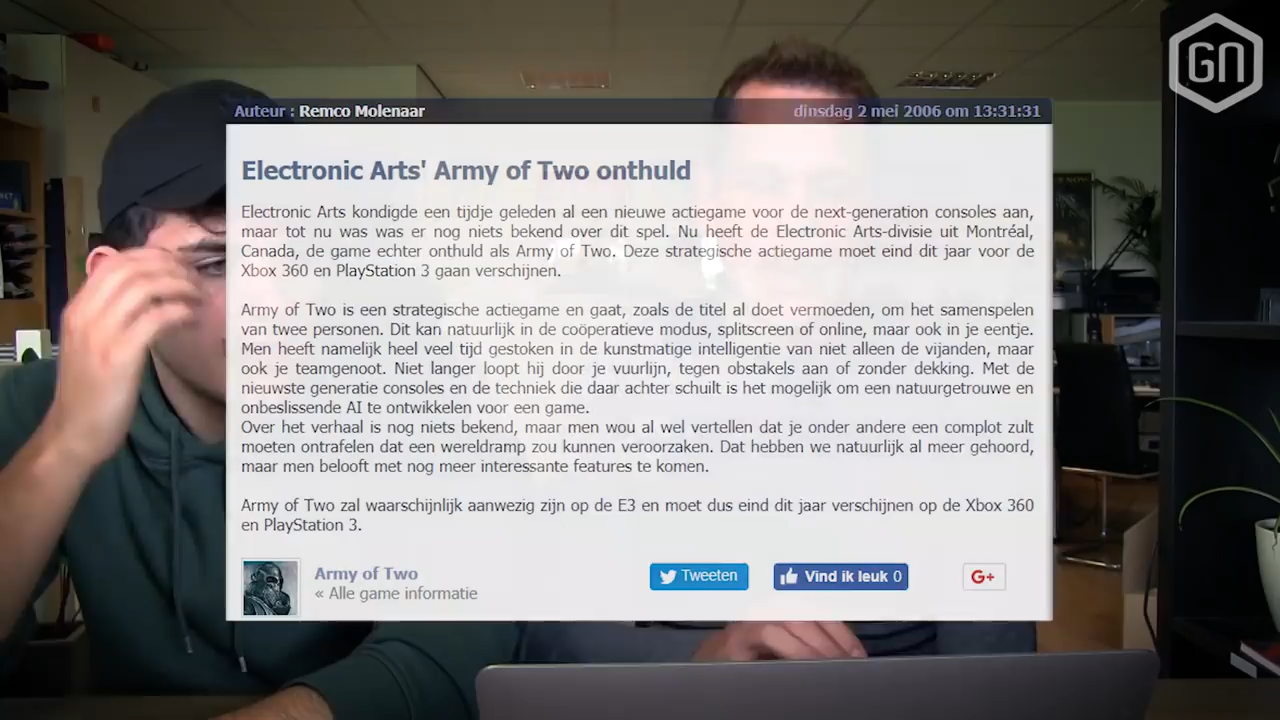 GN
Auteur : Remco Molenaar dinsdag 2 mei 2006 om 13:31:31
Electronic Arts' Army of Two onthuld
Electronic Arts kondigde een tijdje geleden al een nieuwe actiegame voor de next-generation consoles aan,
maar tot nu was was er nog niets bekend over dit spel. Nu heeft de Electronic Arts-divisie uit Montréal,
Canada, de game echter onthuld als Army of Two. Deze strategische actiegame moet eind dit jaar voor de
Xbox 360 en PlayStation 3 gaan verschijnen.
Army of Two is een strategische actiegame en gaat, zoals de titel al doet vermoeden, om het samenspelen
van twee personen. Dit kan natuurlijk in de coöperatieve modus, splitscreen of online, maar ook in je eentje.
Men heeft namelijk heel veel tijd gestoken in de kunstmatige intelligentie van niet alleen de vijanden, maar
ook je teamgenoot. Niet langer loopt hij door je vuurlijn, tegen obstakels aan of zonder dekking. Met de
nieuwste generatie consoles en de techniek die daar achter schuilt is het mogelijk om een natuurgetrouwe en
onbeslissende AI te ontwikkelen voor een game.
Over het verhaal is nog niets bekend, maar men wou al wel vertellen dat je onder andere een complot zult
moeten ontrafelen dat een wereldramp zou kunnen veroorzaken. Dat hebben we natuurlijk al meer gehoord,
maar men belooft met nog meer interessante features te komen.
Army of Two zal waarschijnlijk aanwezig zijn op de E3 en moet dus eind dit jaar verschijnen op de Xbox 360
en PlayStation 3.
Army of Two
« Alle game informatie
Tweeten
Vind ik leuk 0
G+